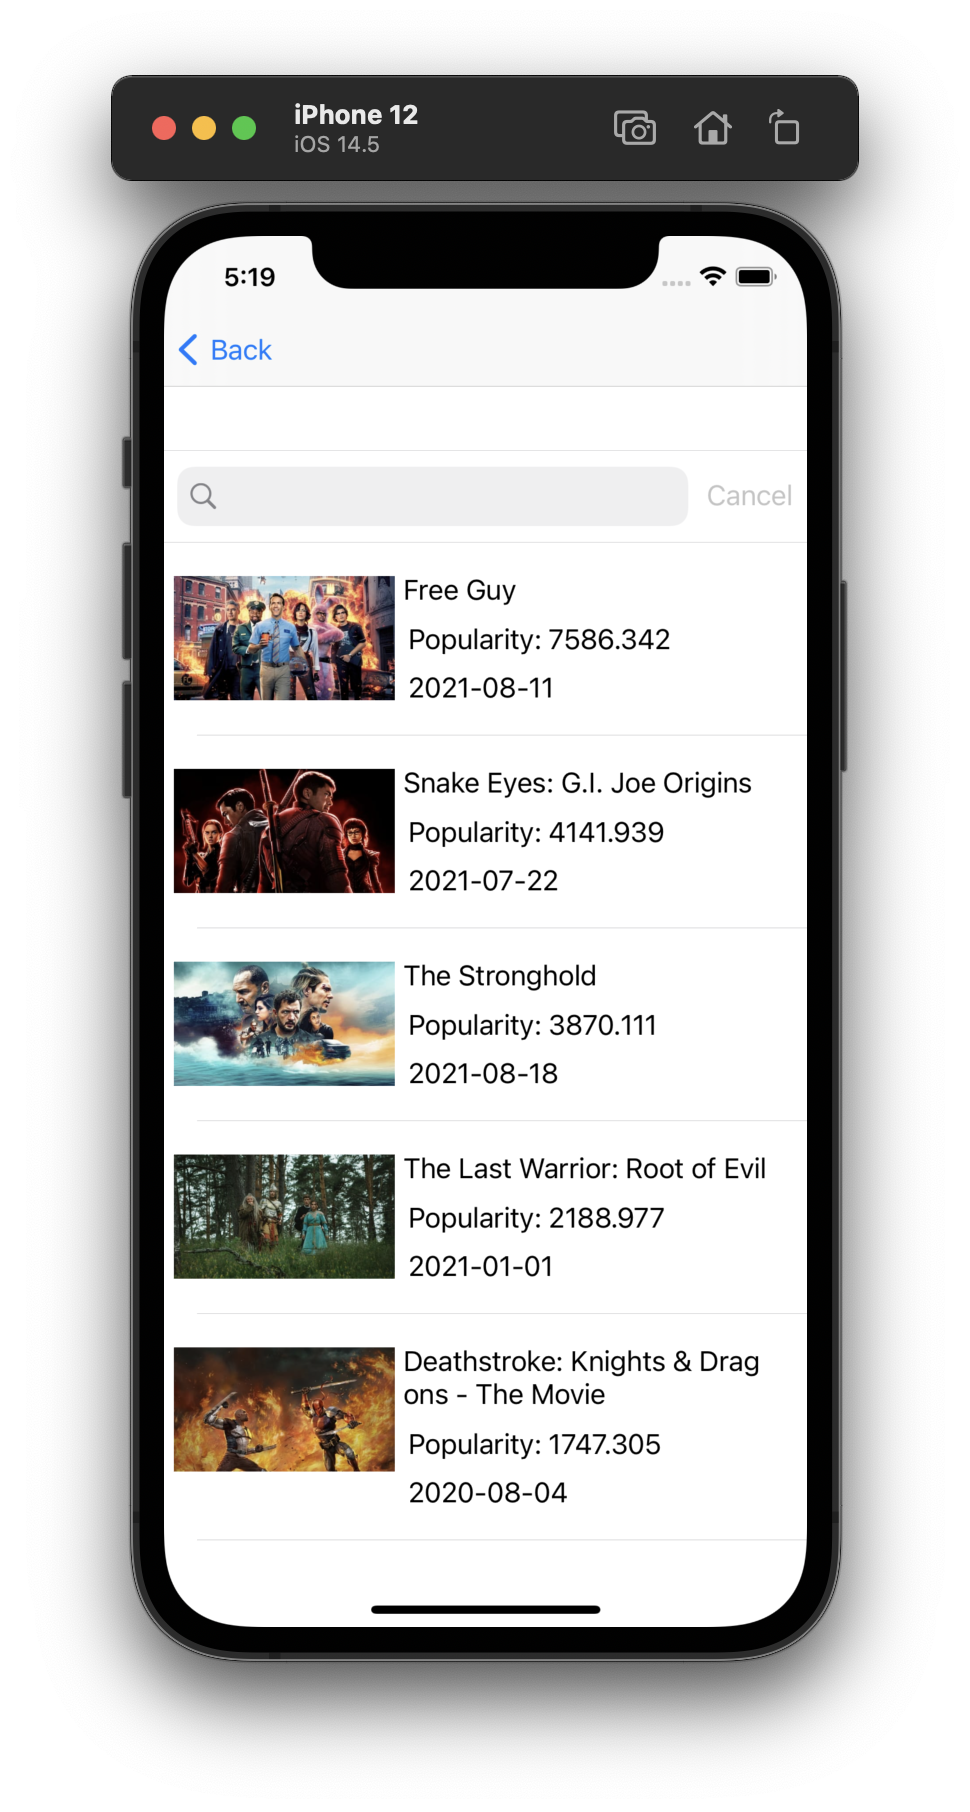 iPhone 12
iOS 14.5
5:19
Back
Cancel
Free Guy
Popularity: 7586.342
2021-08-11
Snake Eyes: G.I. Joe Origins
Popularity: 4141.939
2021-07-22
The Stronghold
Popularity: 3870.111
2021-08-18
The Last Warrior: Root of Evil
Popularity: 2188.977
2021-01-01
Deathstroke: Knights & Drag
ons - The Movie
Popularity: 1747.305
2020-08-04